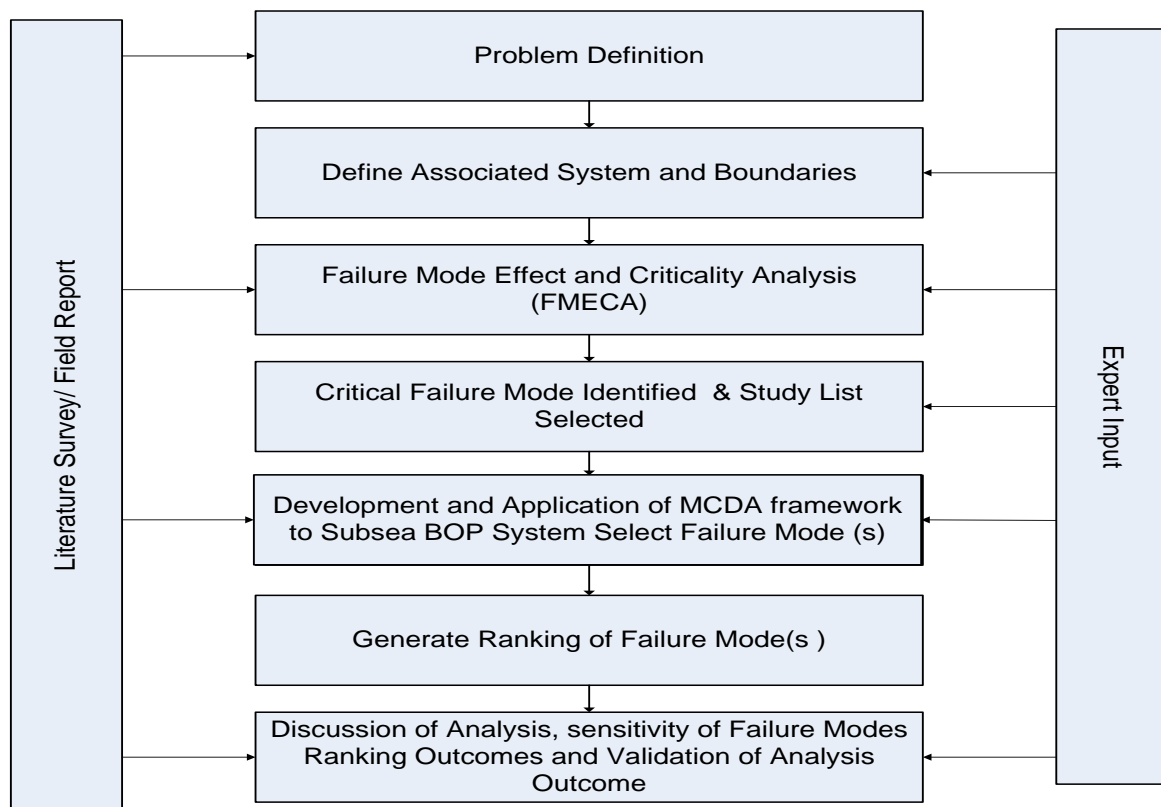 Literature Survey/ Field Report
Problem Definition
Define Associated System and Boundaries
Failure Mode Effect and Criticality Analysis
(FMECA)
Critical Failure Mode Identified & Study List
Selected
Development and Application of MCDA framework
to Subsea BOP System Select Failure Mode (s)
Generate Ranking of Failure Mode(s )
Discussion of Analysis, sensitivity of Failure Modes
Ranking Outcomes and Validation of Analysis
Outcome
Expert Input